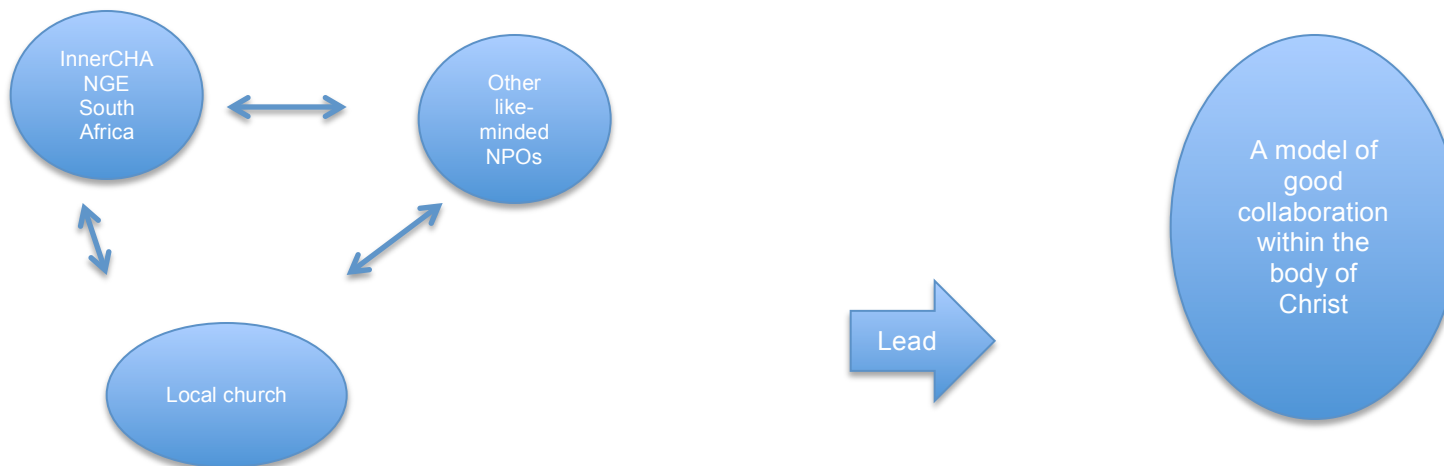 InnerCHA
NGE
South
Africa
Other
like-
minded
NPOs
Local church
Lead
A model of
good
collaboration
within the
body of
Christ